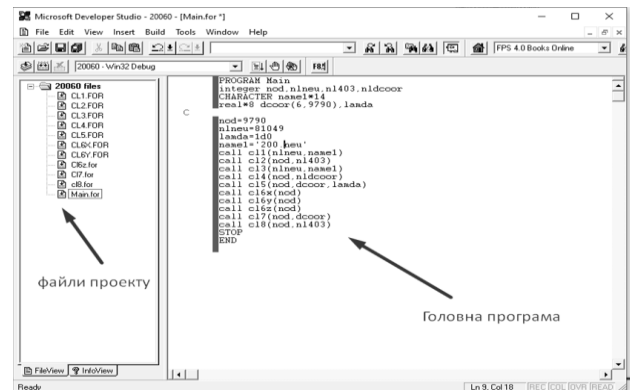 Microsoft Developer Studio - 20060 - [Main.for *]
File Edit View Insert Build Tools Window Help
FPS 4.0 Books Online
20060 - Win32 Debug
20060 files
CL1.FOR
CL2.FOR
CL3.FOR
CL4.FOR
CL5.FOR
CL6X.FOR
CL6Y.FOR
Cl6z.for
Cl7.for
cl8.for
Main.for
файли проекту
FileView InfoView
PROGRAM Main
integer nod,nlneu,nl403,nldcoor
CHARACTER name1*14
real*8 dcoor(6,9790),lamda
C
nod=9790
nlneu=81049
lamda=1d0
name1='200.neu'
call cl1(nlneu,name1)
call cl2(nod,nl403)
call cl3(nlneu,name1)
call cl4(nod,nldcoor)
call cl5(nod,dcoor,lamda)
call cl6x(nod)
call cl6y(nod)
call cl6z(nod)
call cl7(nod,dcoor)
call cl8(nod,nl403)
STOP
END
Головна програма
Ready
Ln 9, Col 18 REC COL OVR READ